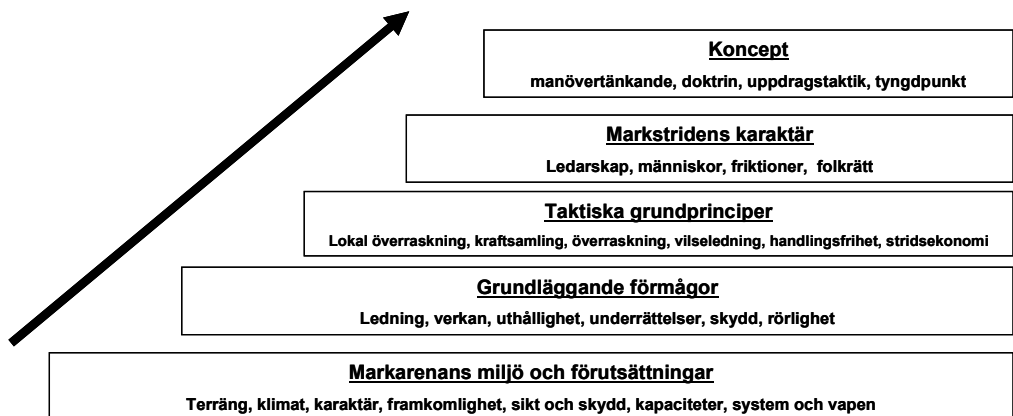 Koncept
manövertänkande, doktrin, uppdragstaktik, tyngdpunkt
Markstridens karaktär
Ledarskap, människor, friktioner, folkrätt
Taktiska grundprinciper
Lokal överraskning, kraftsamling, överraskning, vilseledning, handlingsfrihet, stridsekonomi
Grundläggande förmågor
Ledning, verkan, uthållighet, underrättelser, skydd, rörlighet
Markarenans miljö och förutsättningar
Terräng, klimat, karaktär, framkomlighet, sikt och skydd, kapaciteter, system och vapen